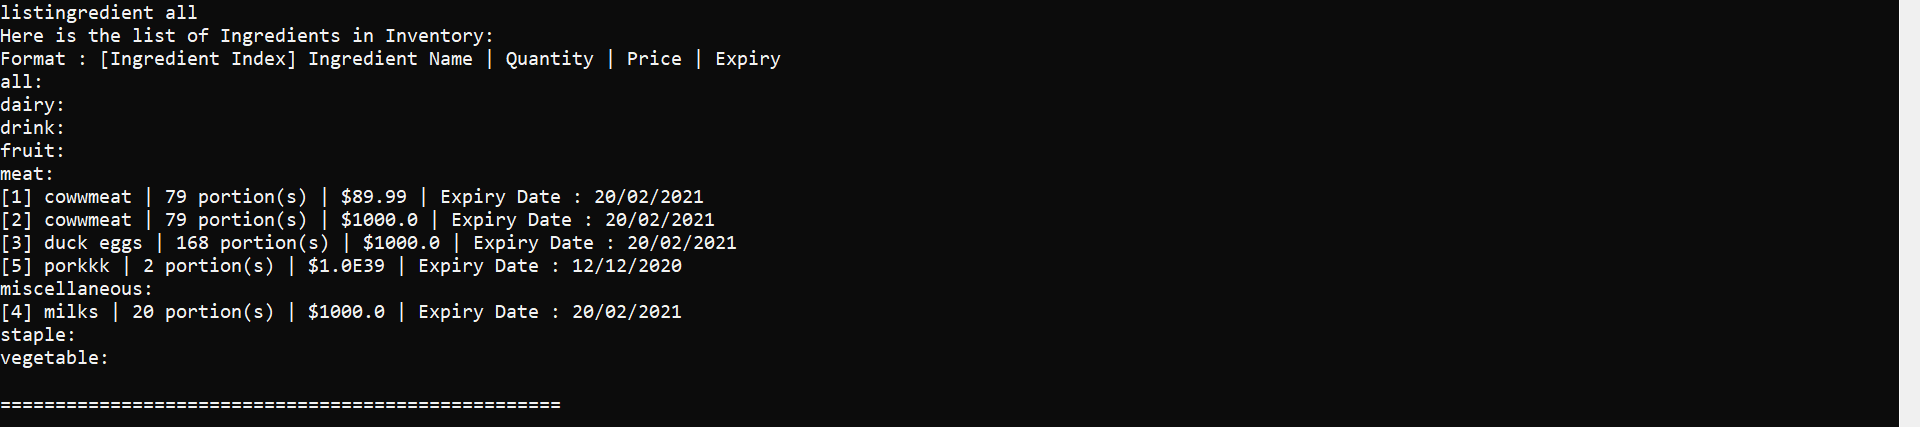 listingredient all
Here is the list of Ingredients in Inventory:
Format : [Ingredient Index] Ingredient Name | Quantity | Price | Expiry
all:
dairy:
drink:
fruit:
meat:
[1] cowwmeat | 79 portion(s) | $89.99 | Expiry Date : 20/02/2021
[2] cowwmeat | 79 portion(s) | $1000.0 | Expiry Date : 20/02/2021
[3] duck eggs | 168 portion(s) | $1000.0 | Expiry Date : 20/02/2021
[5] porkkk | 2 portion(s) | $1.0E39 | Expiry Date : 12/12/2020
miscellaneous:
[4] milks | 20 portion(s) | $1000.0 | Expiry Date : 20/02/2021
staple:
vegetable:
===================================================